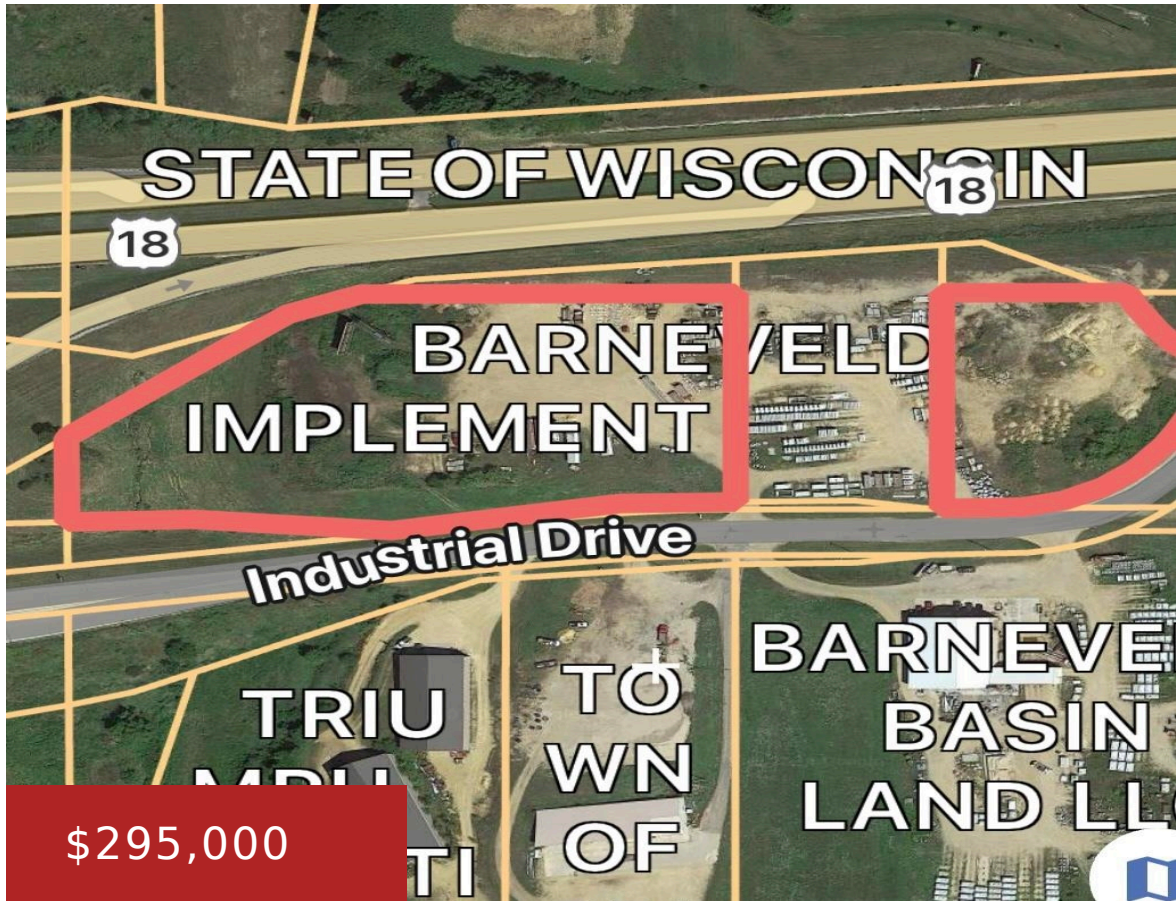 STATE OF WISCONSIN
18
18
BARNEVELD
IMPLEMENT
Industrial Drive
TRIU
TO
WN
OF
BARNEVE
BASIN
LAND LL
TI
$295,000